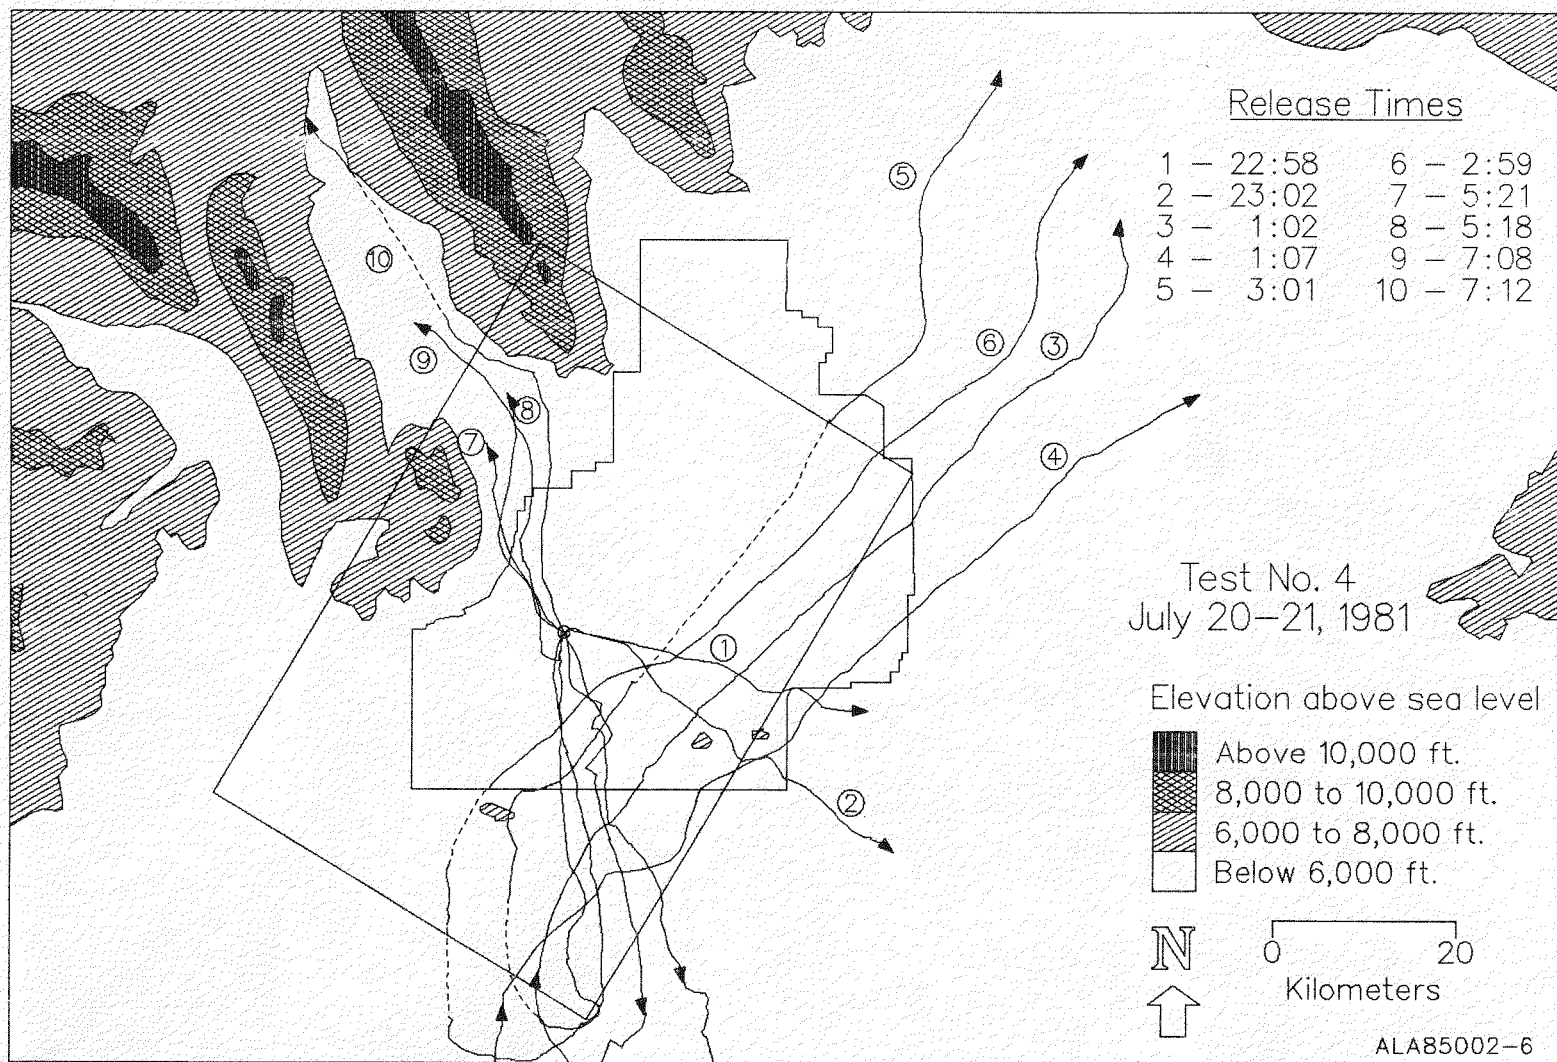 Release Times
1 – 22:58 6 – 2:59
2 – 23:02 7 – 5:21
3 – 1:02 8 – 5:18
4 – 1:07 9 – 7:08
5 – 3:01 10 – 7:12
5
10
6
3
9
8
7
4
Test No. 4
July 20–21, 1981
1
Elevation above sea level
Above 10,000 ft.
8,000 to 10,000 ft.
6,000 to 8,000 ft.
Below 6,000 ft.
2
N
0 20
Kilometers
ALA85002–6